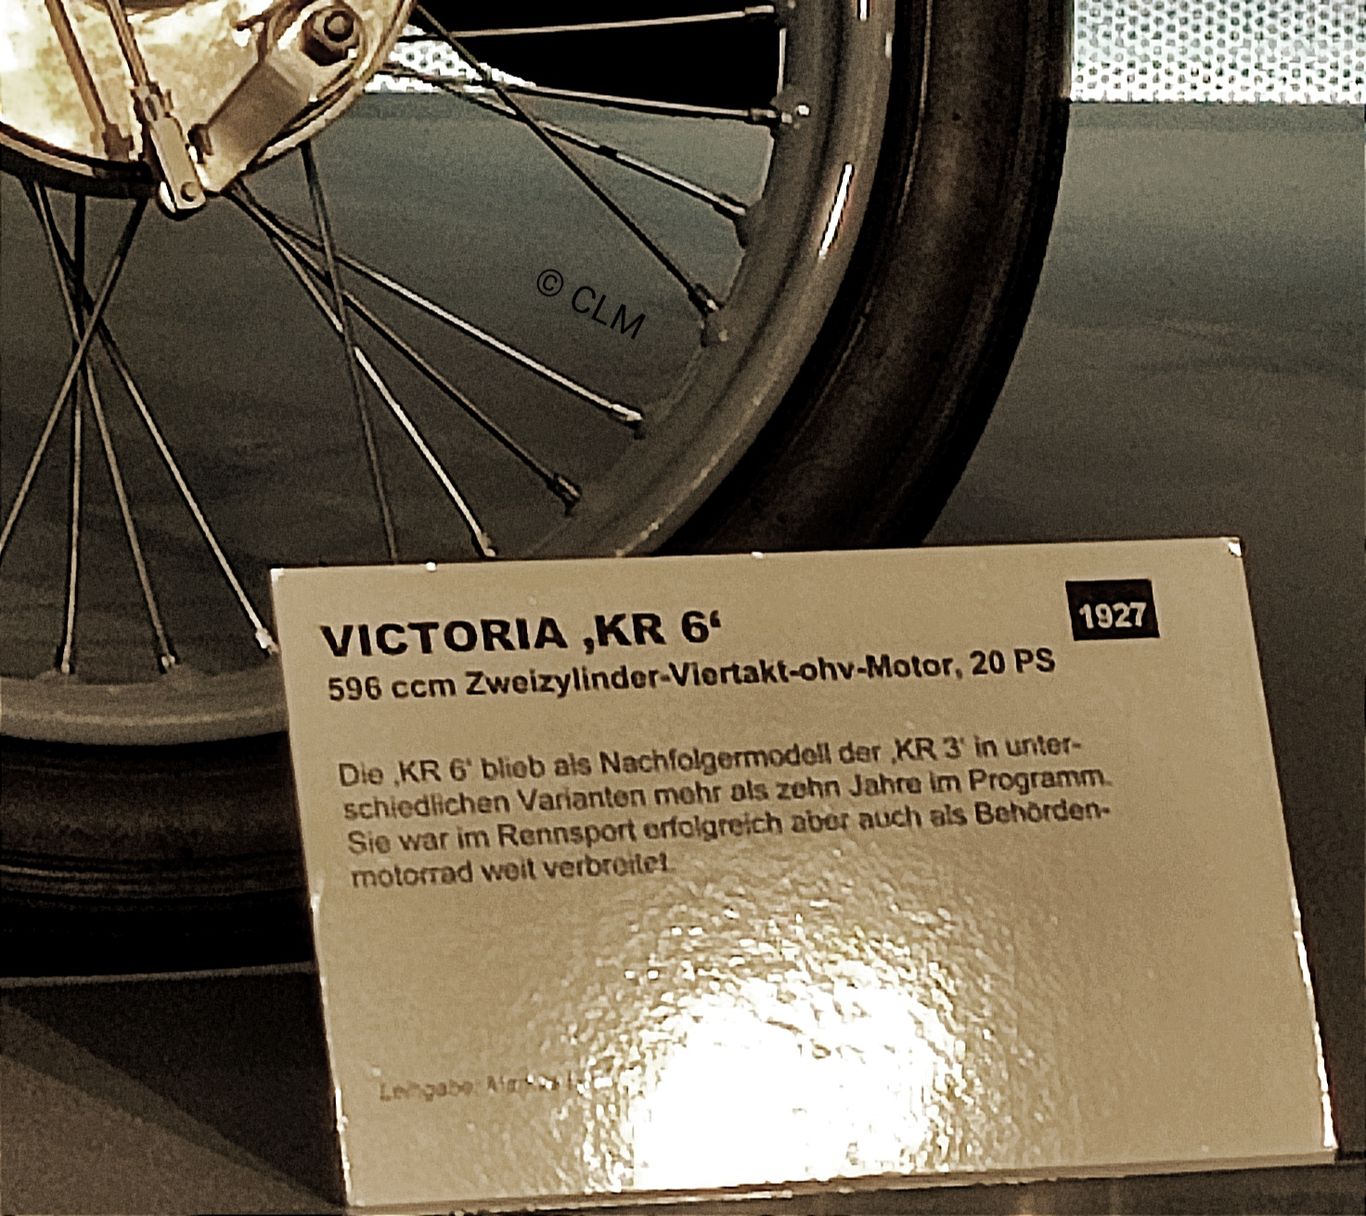 © CLM
VICTORIA ‚KR 6‘
1927
596 ccm Zweizylinder-Viertakt-ohv-Motor, 20 PS
Die ‚KR 6‘ blieb als Nachfolgermodell der ‚KR 3‘ in unter-
schiedlichen Varianten mehr als zehn Jahre im Programm.
Sie war im Rennsport erfolgreich aber auch als Behörden-
motorrad weit verbreitet.
Leihgabe: